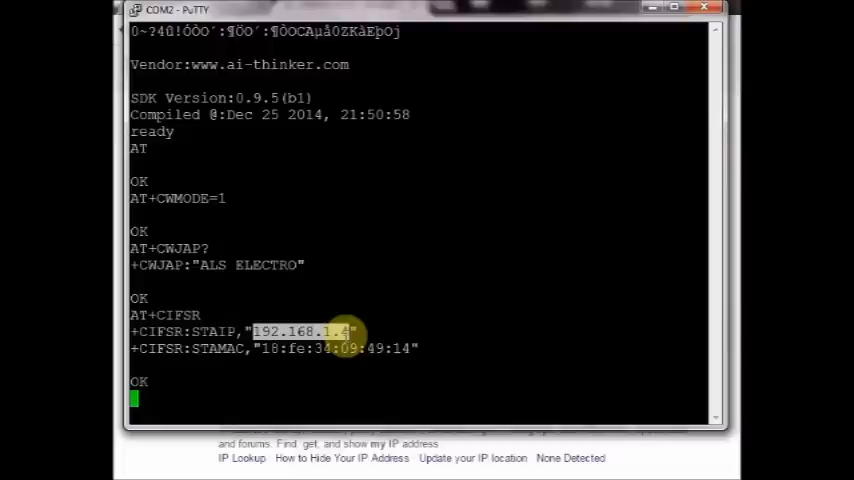 COM2 - PuTTY
Vendor:www.ai-thinker.com
SDK Version:0.9.5(b1)
Compiled @:Dec 25 2014, 21:50:58
ready
AT
OK
AT+CWMODE=1
OK
AT+CWJAP?
+CWJAP:"ALS ELECTRO"
OK
AT+CIFSR
+CIFSR:STAIP,"192.168.1.4"
+CIFSR:STAMAC,"18:fe:34:09:49:14"
OK
and forums. Find, get, and show my IP address
IP Lookup How to Hide Your IP Address Update your IP location None Detected